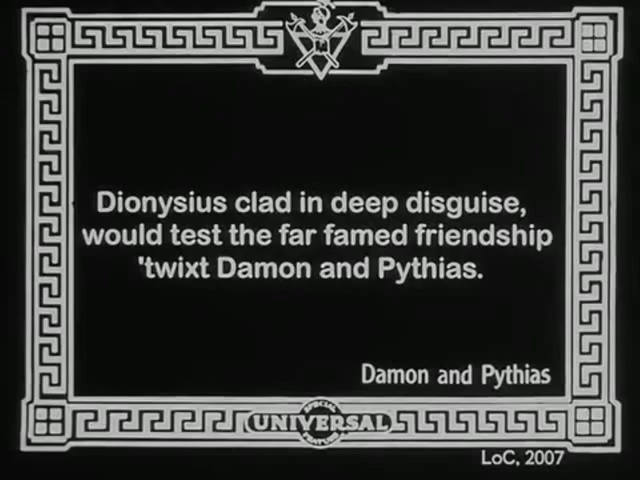 Dionysius clad in deep disguise,
would test the far famed friendship
'twixt Damon and Pythias.
Damon and Pythias
SPECIAL
UNIVERSAL
FEATURE
LoC, 2007